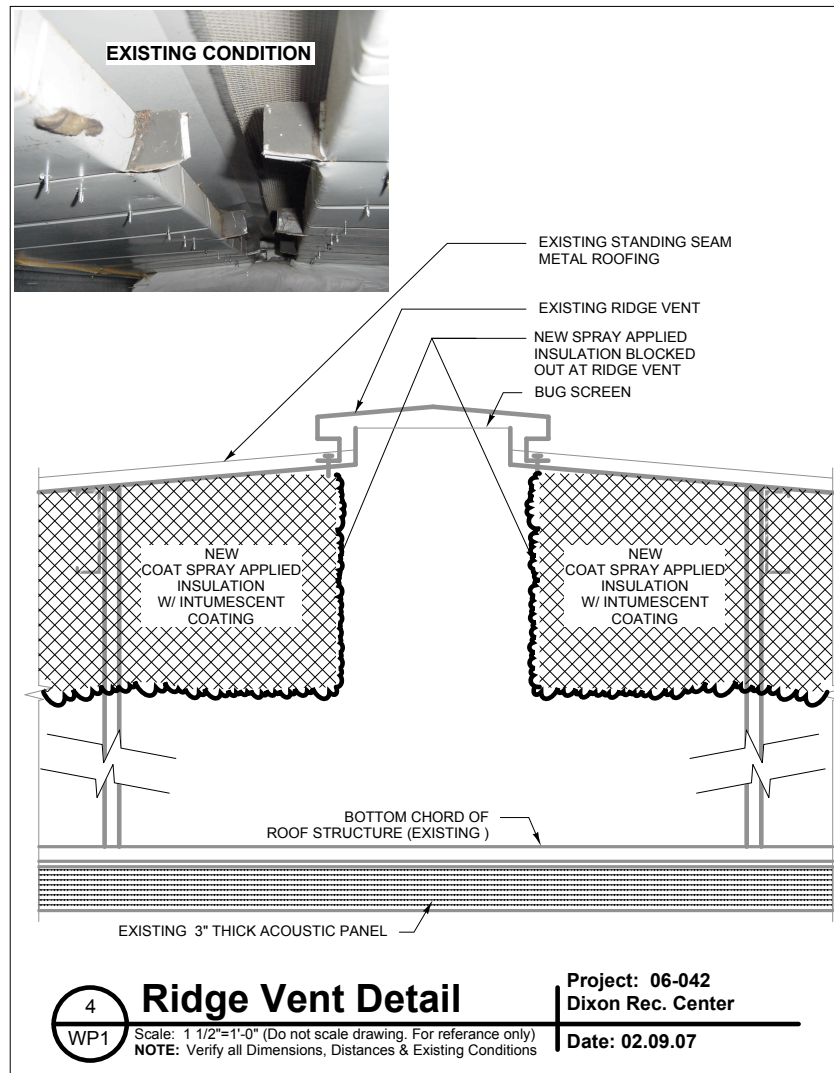 EXISTING CONDITION
EXISTING STANDING SEAM
METAL ROOFING
EXISTING RIDGE VENT
NEW SPRAY APPLIED
INSULATION BLOCKED
OUT AT RIDGE VENT
BUG SCREEN
NEW
COAT SPRAY APPLIED
INSULATION
W/ INTUMESCENT
COATING
NEW
COAT SPRAY APPLIED
INSULATION
W/ INTUMESCENT
COATING
BOTTOM CHORD OF
ROOF STRUCTURE (EXISTING )
EXISTING  3" THICK ACOUSTIC PANEL
4
WP1
Ridge Vent Detail
Scale:  1 1/2"=1'-0" (Do not scale drawing. For referance only)
NOTE:  Verify all Dimensions, Distances & Existing Conditions
Project:  06-042
Dixon Rec. Center
Date: 02.09.07